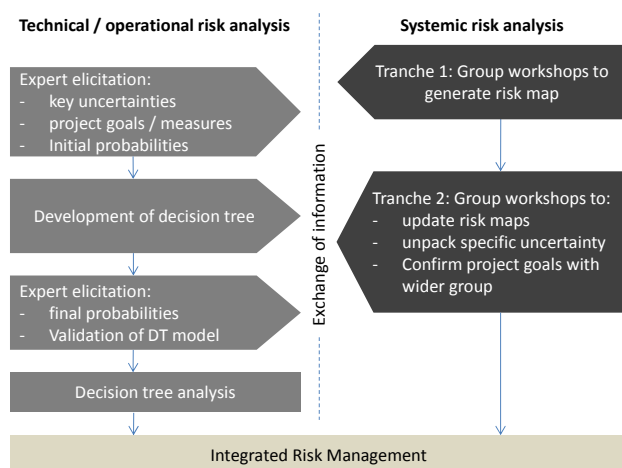 Technical / operational risk analysis
Expert elicitation:
- key uncertainties
- project goals / measures
- Initial probabilities
Development of decision tree
Expert elicitation:
- final probabilities
- Validation of DT model
Decision tree analysis
Exchange of information
Systemic risk analysis
Tranche 1: Group workshops to
generate risk map
Tranche 2: Group workshops to:
- update risk maps
- unpack specific uncertainty
- Confirm project goals with
wider group
Integrated Risk Management